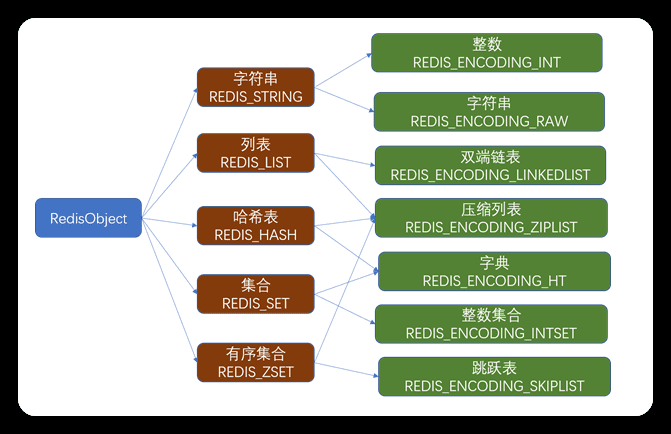 RedisObject
字符串
REDIS_STRING
列表
REDIS_LIST
哈希表
REDIS_HASH
集合
REDIS_SET
有序集合
REDIS_ZSET
整数
REDIS_ENCODING_INT
字符串
REDIS_ENCODING_RAW
双端链表
REDIS_ENCODING_LINKEDLIST
压缩列表
REDIS_ENCODING_ZIPLIST
字典
REDIS_ENCODING_HT
整数集合
REDIS_ENCODING_INTSET
跳跃表
REDIS_ENCODING_SKIPLIST